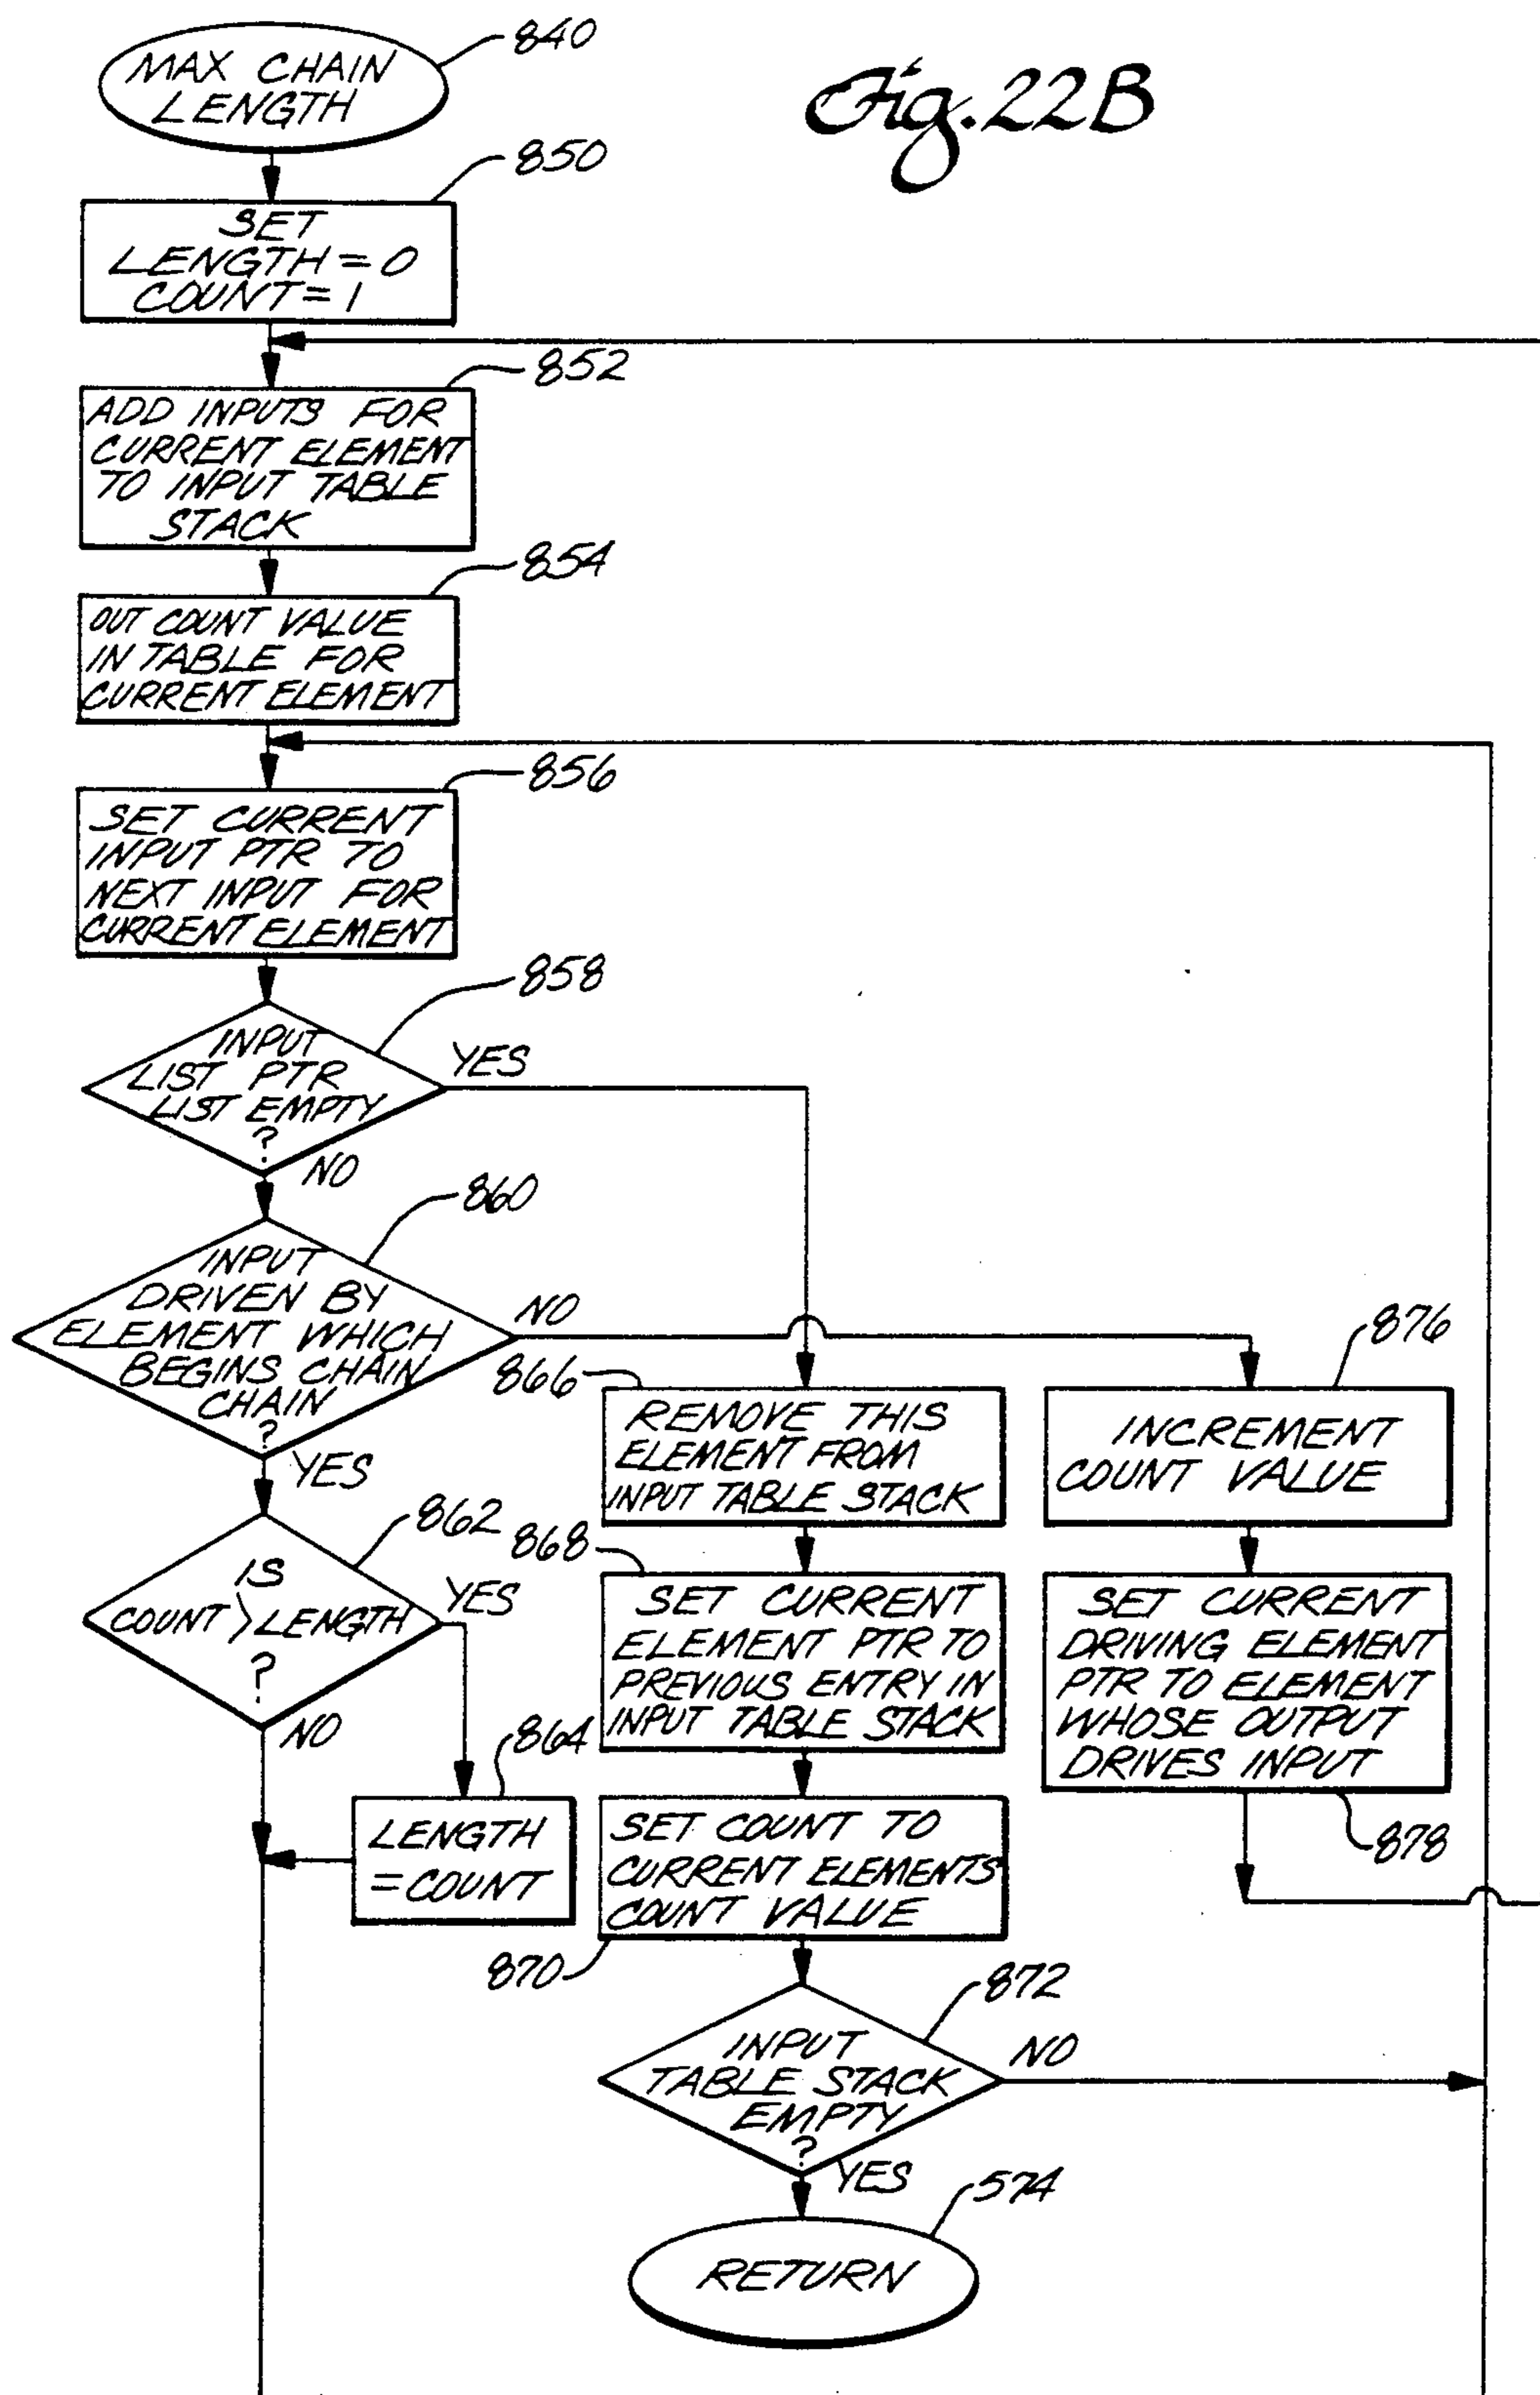 Fig. 22B
MAX CHAIN
LENGTH
840
850
SET
LENGTH = 0
COUNT = 1
852
ADD INPUTS FOR
CURRENT ELEMENT
TO INPUT TABLE
STACK
854
OUT COUNT VALUE
IN TABLE FOR
CURRENT ELEMENT
856
SET CURRENT
INPUT PTR TO
NEXT INPUT FOR
CURRENT ELEMENT
858
INPUT
LIST PTR
LIST EMPTY
?
YES
NO
860
INPUT
DRIVEN BY
ELEMENT WHICH
BEGINS CHAIN
CHAIN
?
NO
YES
862
IS
COUNT > LENGTH
?
YES
NO
864
LENGTH
= COUNT
866
REMOVE THIS
ELEMENT FROM
INPUT TABLE STACK
868
SET CURRENT
ELEMENT PTR TO
PREVIOUS ENTRY IN
INPUT TABLE STACK
SET COUNT TO
CURRENT ELEMENTS
COUNT VALUE
870
872
INPUT
TABLE STACK
EMPTY
?
NO
YES
574
RETURN
876
INCREMENT
COUNT VALUE
SET CURRENT
DRIVING ELEMENT
PTR TO ELEMENT
WHOSE OUTPUT
DRIVES INPUT
878